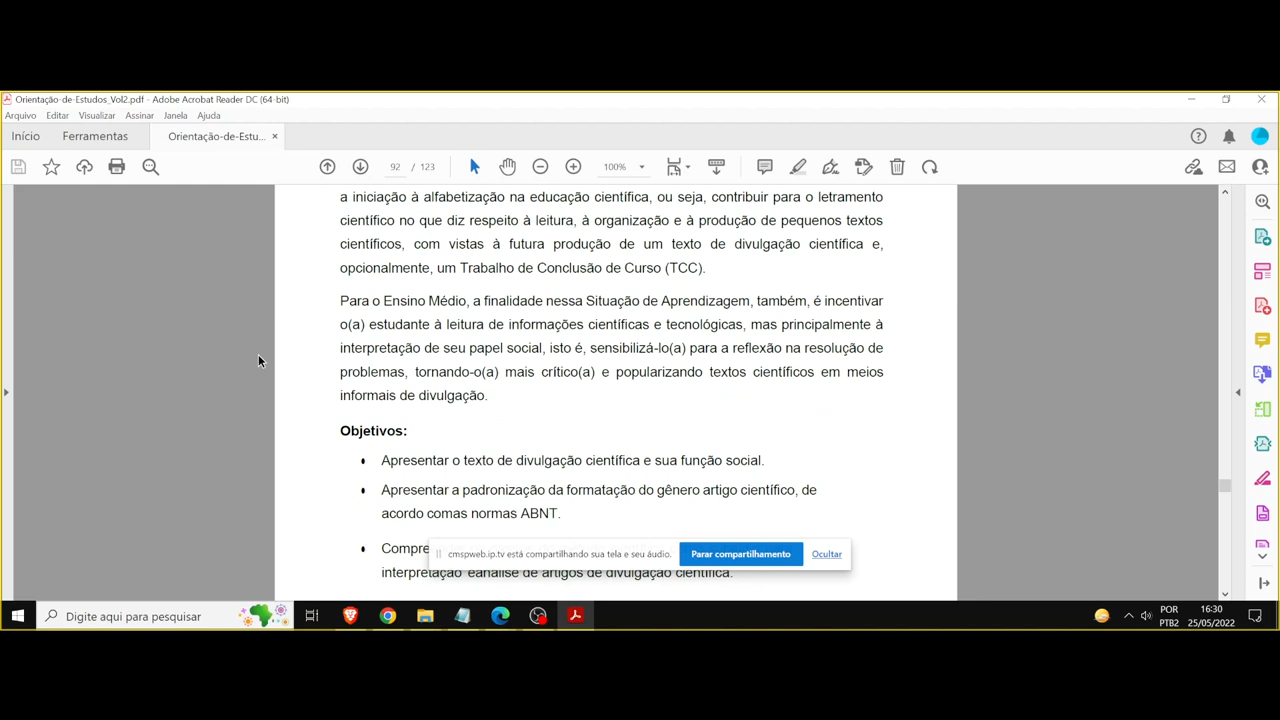 Orientação-de-Estudos_Vol2.pdf - Adobe Acrobat Reader DC (64-bit)
Arquivo Editar Visualizar Assinar Janela Ajuda
Início Ferramentas Orientação-de-Estu... ×
92 / 123 100%
a iniciação à alfabetização na educação científica, ou seja, contribuir para o letramento
científico no que diz respeito à leitura, à organização e à produção de pequenos textos
científicos, com vistas à futura produção de um texto de divulgação científica e,
opcionalmente, um Trabalho de Conclusão de Curso (TCC).
Para o Ensino Médio, a finalidade nessa Situação de Aprendizagem, também, é incentivar
o(a) estudante à leitura de informações científicas e tecnológicas, mas principalmente à
interpretação de seu papel social, isto é, sensibilizá-lo(a) para a reflexão na resolução de
problemas, tornando-o(a) mais crítico(a) e popularizando textos científicos em meios
informais de divulgação.
Objetivos:
Apresentar o texto de divulgação científica e sua função social.
Apresentar a padronização da formatação do gênero artigo científico, de
acordo comas normas ABNT.
Compre
cmspweb.ip.tv está compartilhando sua tela e seu áudio. Parar compartilhamento Ocultar
interpretação eanálise de artigos de divulgação científica.
Digite aqui para pesquisar
POR 16:30
PTB2 25/05/2022